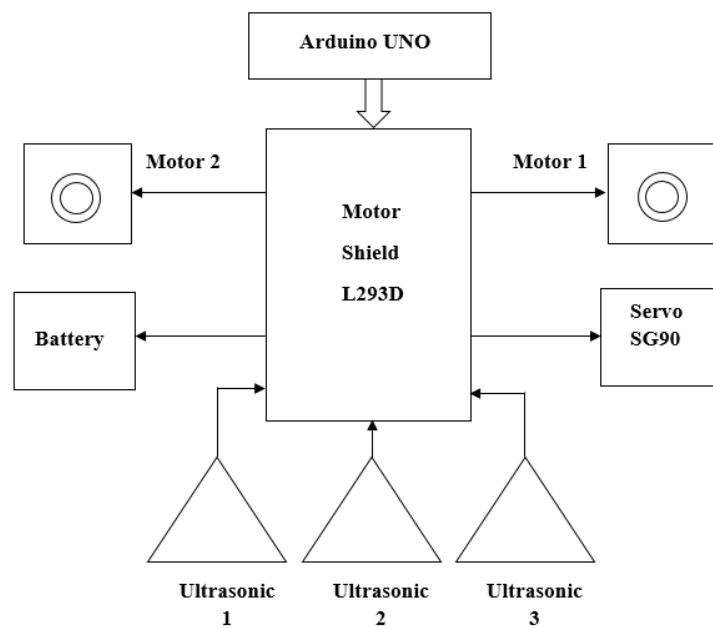 Arduino UNO
Motor 2
Motor 1
Motor
Shield
L293D
Battery
Servo
SG90
Ultrasonic
1
Ultrasonic
2
Ultrasonic
3